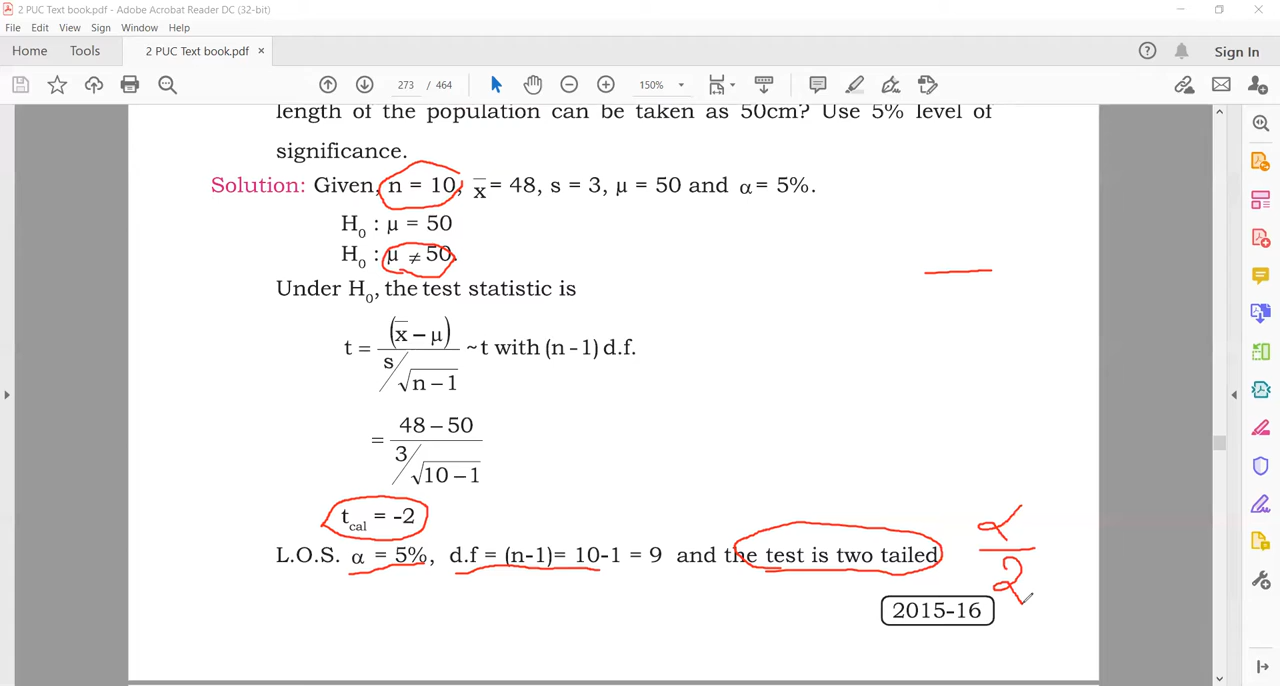 2 PUC Text book.pdf - Adobe Acrobat Reader DC (32-bit)
File Edit View Sign Window Help
Home Tools 2 PUC Text book.pdf × Sign In
273 / 464 150%
length of the population can be taken as 50cm? Use 5% level of
significance.
Solution: Given, n = 10, x̄ = 48, s = 3, µ = 50 and α = 5%.
H₀ : µ = 50
H₀ : µ ≠ 50.
Under H₀, the test statistic is
t = (x̄ − µ) / (s/√(n − 1)) ~ t with (n - 1) d.f.
= (48 − 50) / (3/√(10 − 1))
t_cal = -2
L.O.S. α = 5%, d.f = (n-1)= 10-1 = 9 and the test is two tailed
α/2
2015-16